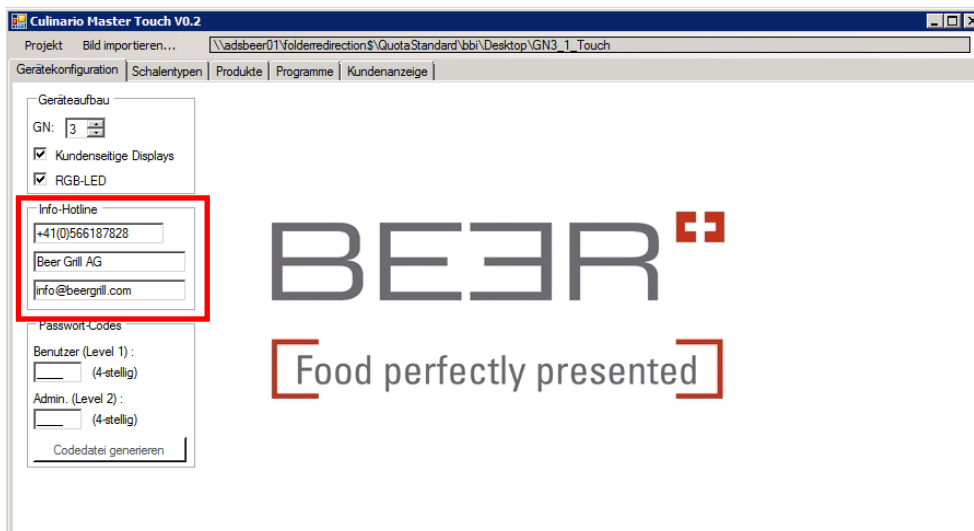 Culinario Master Touch V0.2
Projekt Bild importieren... \\adsbeer01\folderredirection$\QuotaStandard\bbi\Desktop\GN3_1_Touch
Gerätekonfiguration Schalentypen Produkte Programme Kundenanzeige
Geräteaufbau
GN: 3
Kundenseitige Displays
RGB-LED
Info-Hotline
+41(0)566187828
Beer Grill AG
info@beergrill.com
Passwort-Codes
Benutzer (Level 1) :
____ (4-stellig)
Admin. (Level 2) :
____ (4-stellig)
Codedatei generieren
BEER
Food perfectly presented